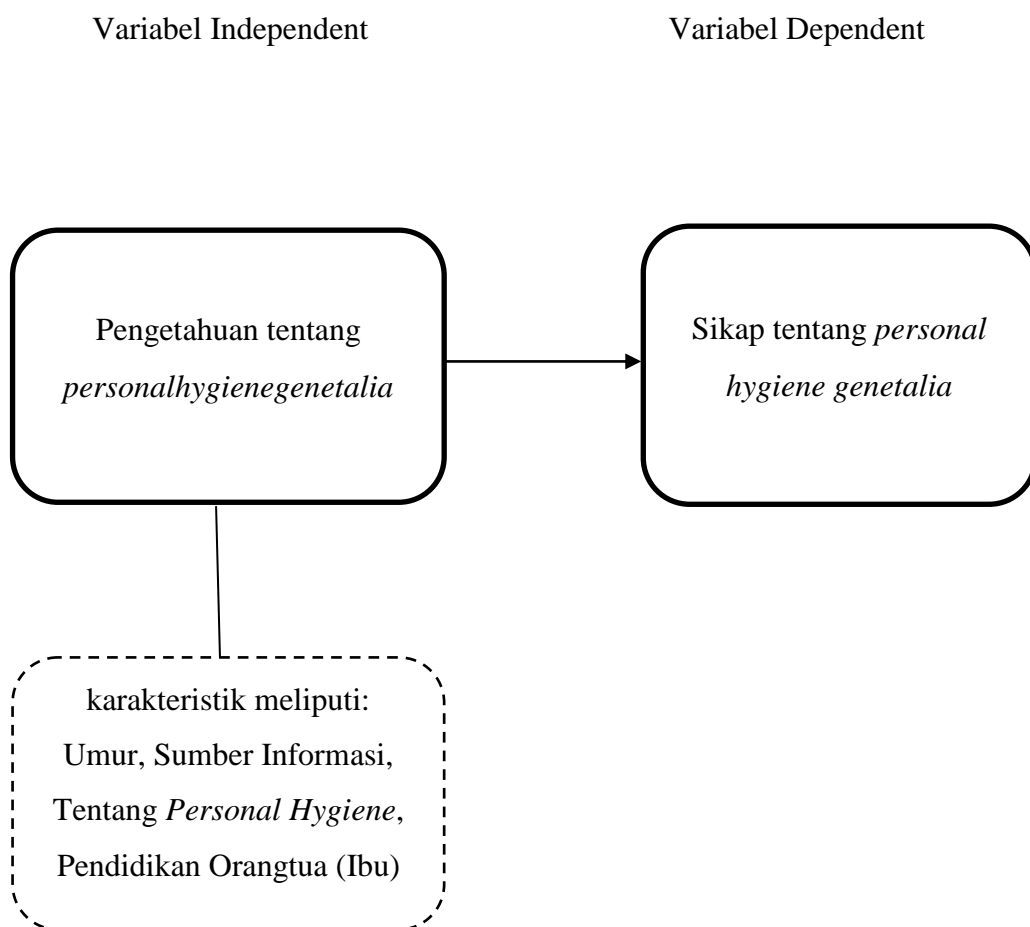 Variabel Independent
Variabel Dependent
Pengetahuan tentang
personalhygienegenetalia
Sikap tentang personal
hygiene genetalia
karakteristik meliputi:
Umur, Sumber Informasi,
Tentang Personal Hygiene,
Pendidikan Orangtua (Ibu)